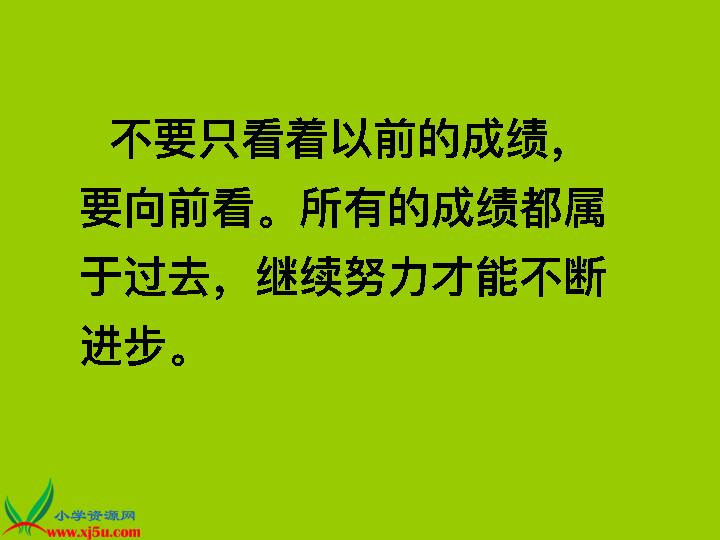 不要只看着以前的成绩，
要向前看。所有的成绩都属
于过去，继续努力才能不断
进步。
小学资源网
www.xj5u.com